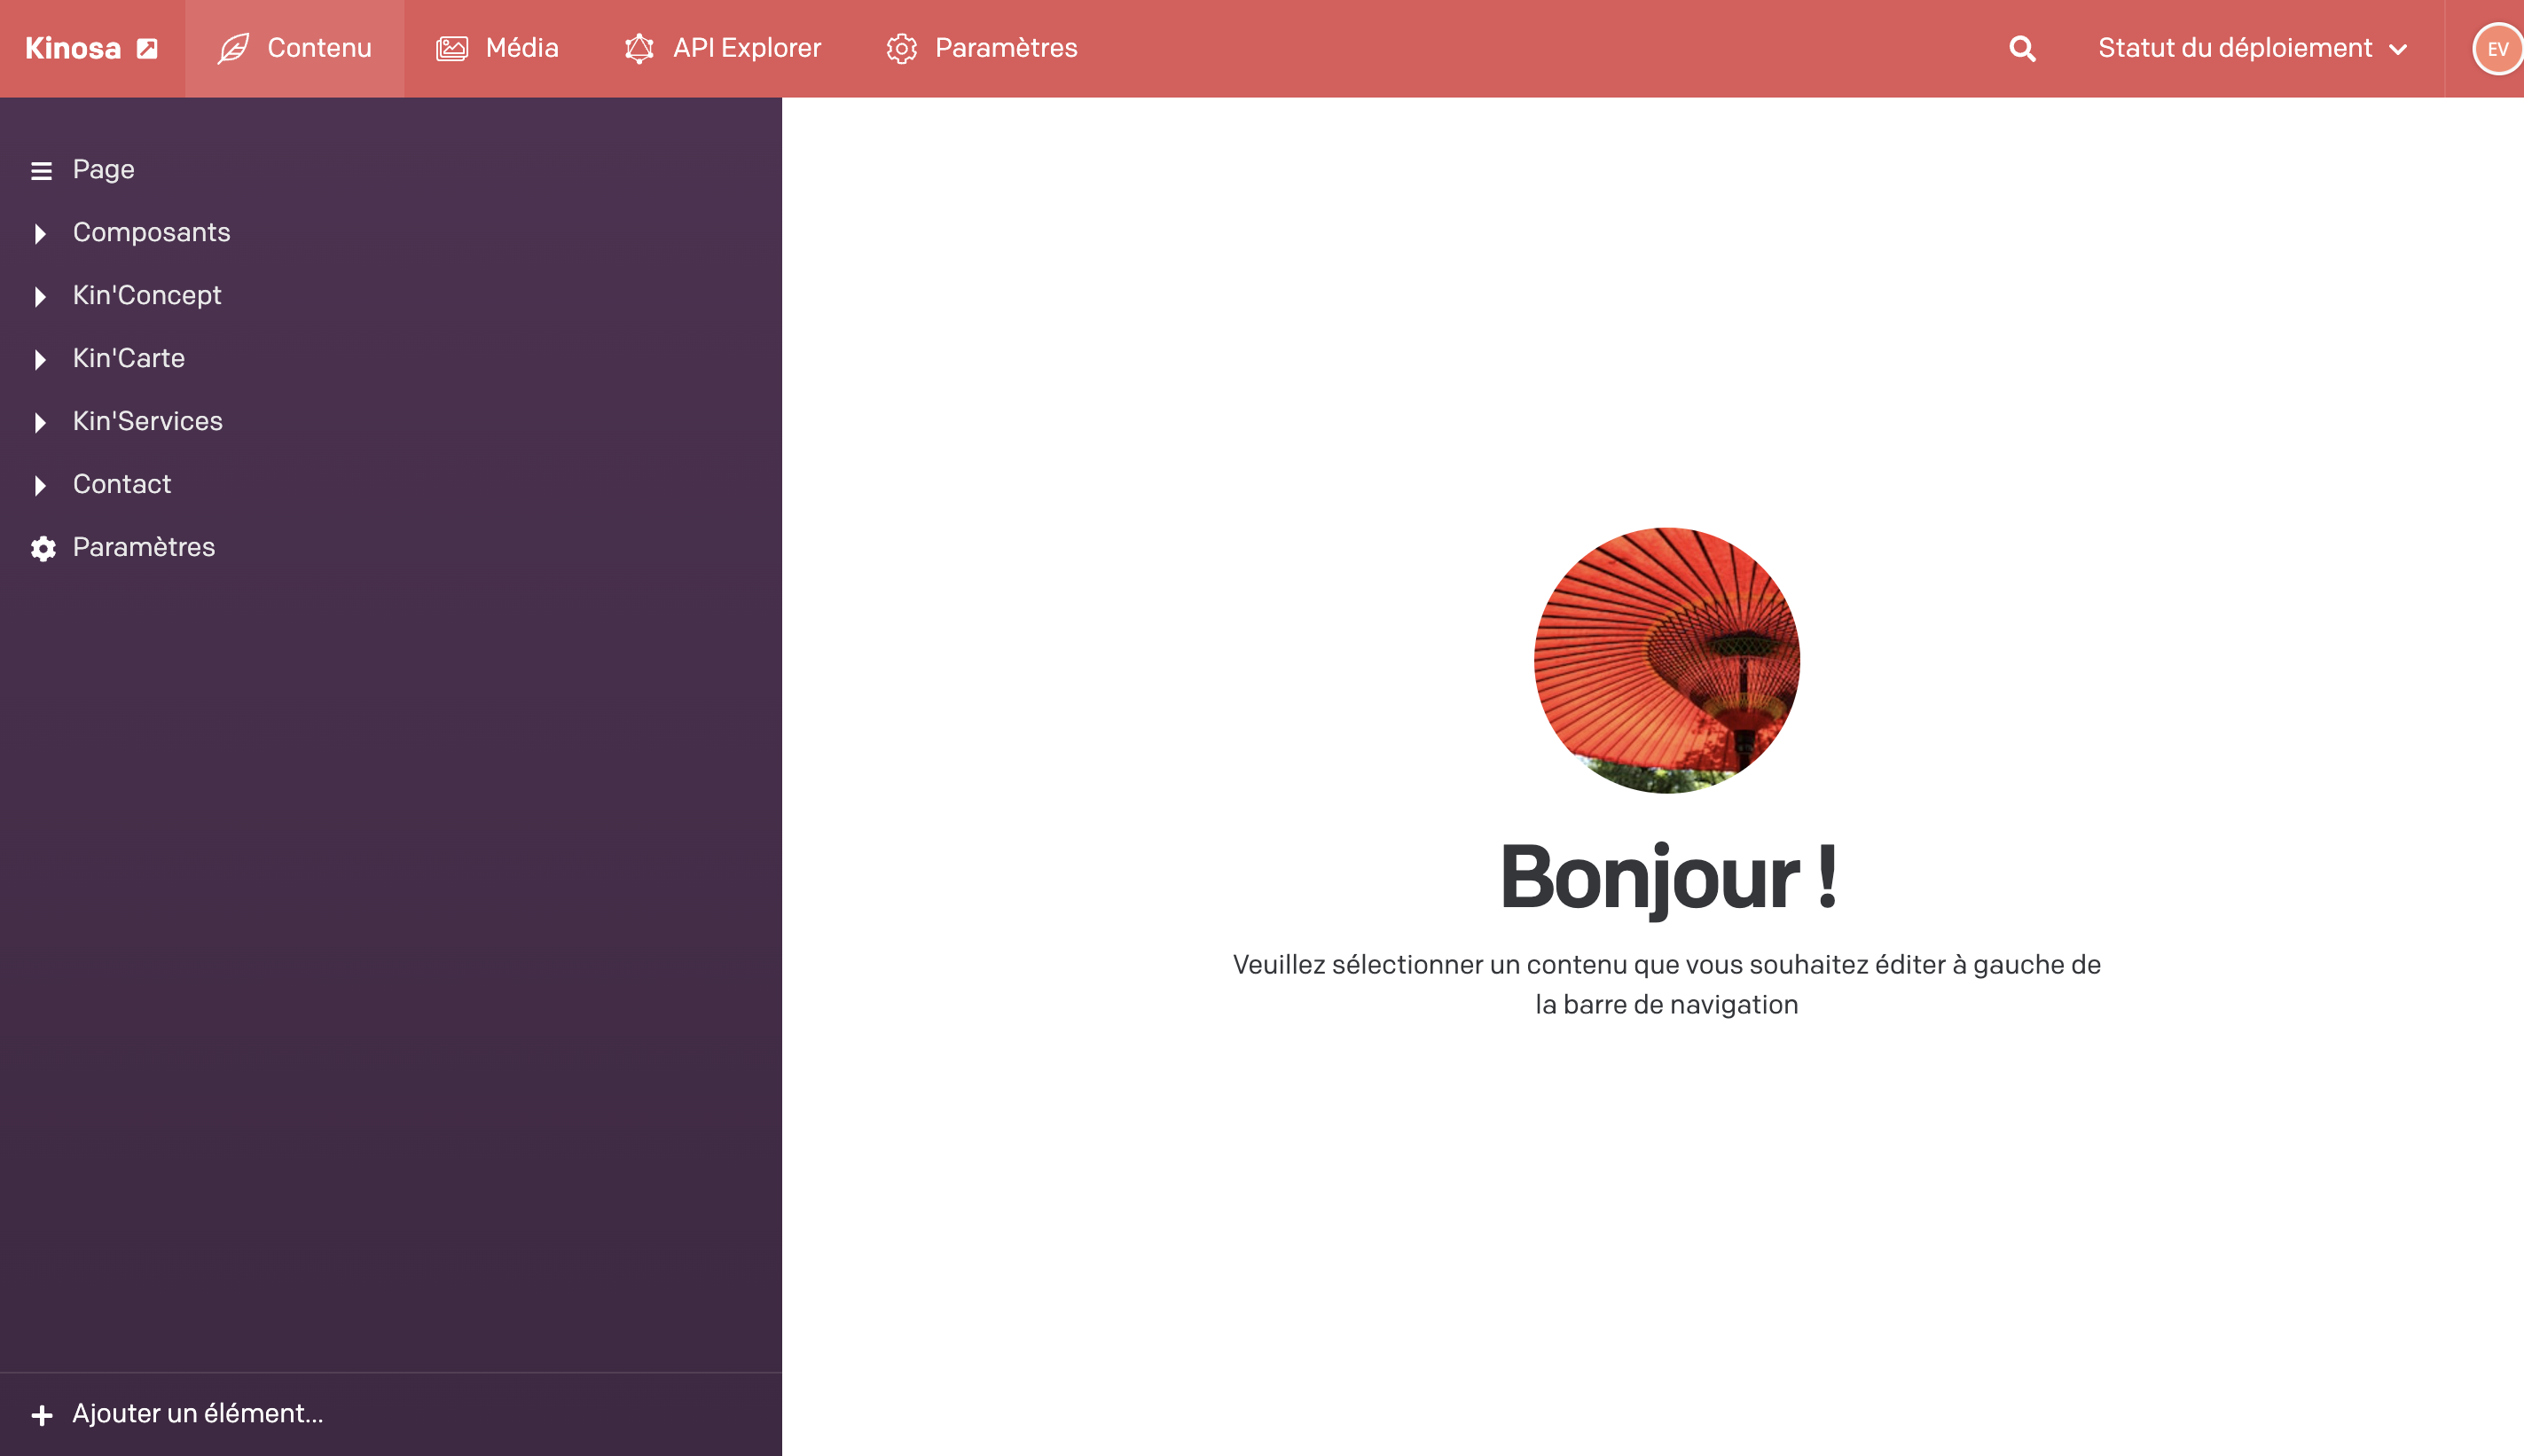 Kinosa
Contenu
Média
API Explorer
Paramètres
Statut du déploiement
EV
Page
Composants
Kin'Concept
Kin'Carte
Kin'Services
Contact
Paramètres
Bonjour !
Veuillez sélectionner un contenu que vous souhaitez éditer à gauche de
la barre de navigation
Ajouter un élément...